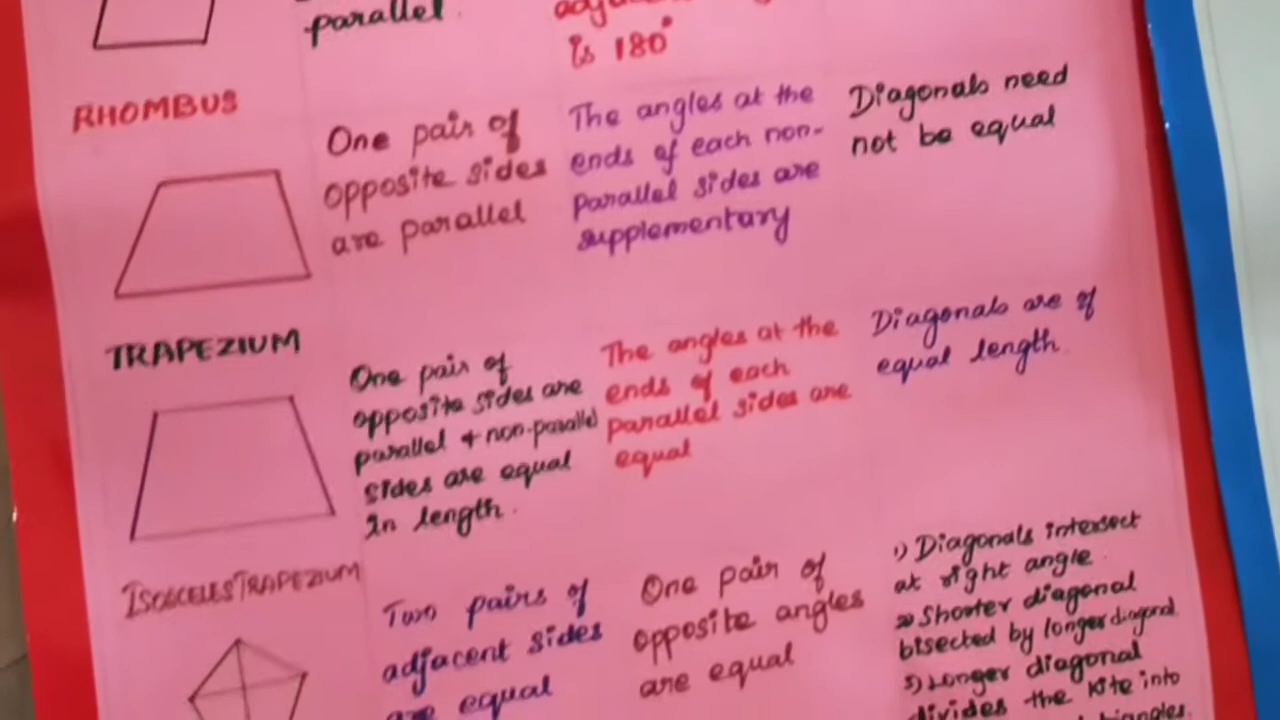 parallel.
is 180°
RHOMBUS
One pair of
opposite sides
are parallel
The angles at the
ends of each non-
parallel sides are
supplementary
Diagonals need
not be equal
TRAPEZIUM
One pair of
opposite sides are
parallel & non-parallel
sides are equal
in length.
The angles at the
ends of each
parallel sides are
equal
Diagonals are of
equal length.
ISOSCELES TRAPEZIUM
Two pairs of
adjacent sides
are equal
One pair of
opposite angles
are equal
1) Diagonals intersect
at right angle.
2) Shorter diagonal
bisected by longer diagonal
3) Longer diagonal
divides the kite into
triangles.